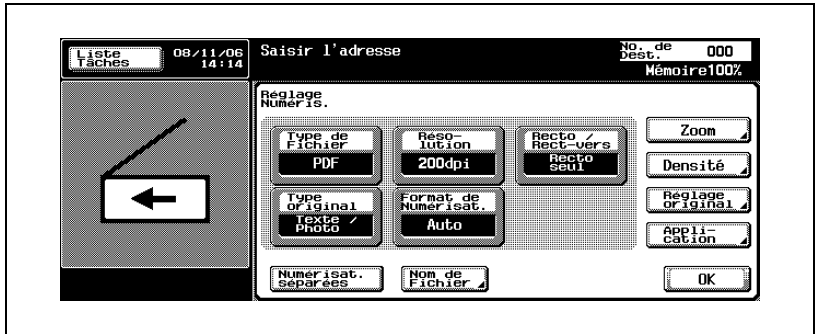 Liste
Tâches
08/11/06
14:14
Saisir l'adresse
No. de
Dest.
000
Mémoire100%
Réglage
Numéris.
Type de
Fichier
PDF
Réso-
lution
200dpi
Recto /
Rect-vers
Recto
seul
Type
original
Texte /
Photo
Format de
Numérisat.
Auto
Zoom
Densité
Réglage
original
Appli-
cation
Numérisat.
séparées
Nom de
Fichier
OK